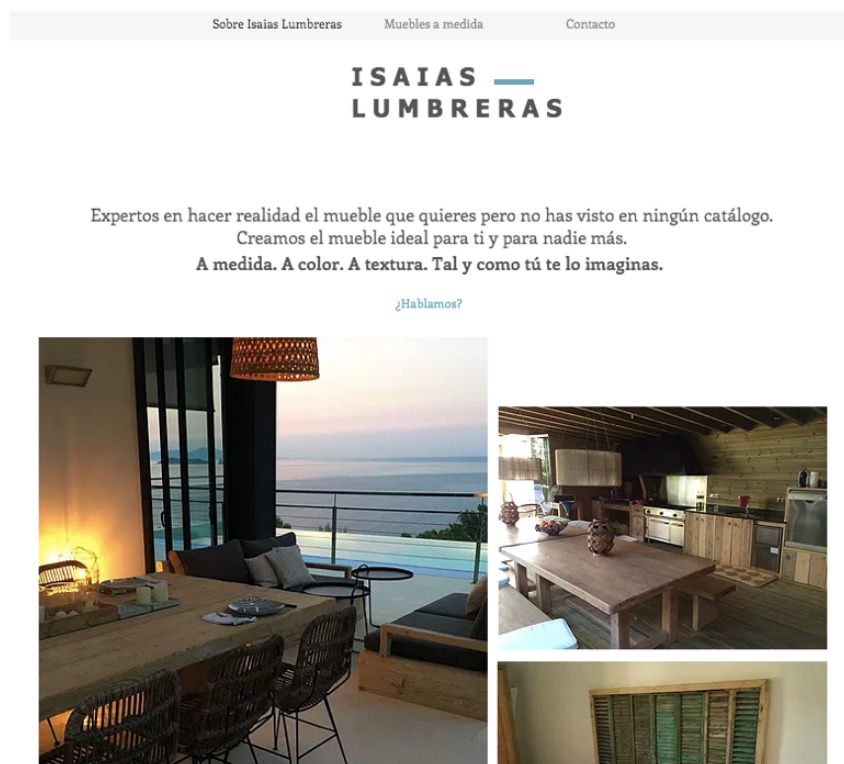 Sobre Isaias Lumbreras Muebles a medida Contacto
ISAIAS
LUMBRERAS
Expertos en hacer realidad el mueble que quieres pero no has visto en ningún catálogo.
Creamos el mueble ideal para ti y para nadie más.
A medida. A color. A textura. Tal y como tú te lo imaginas.
¿Hablamos?